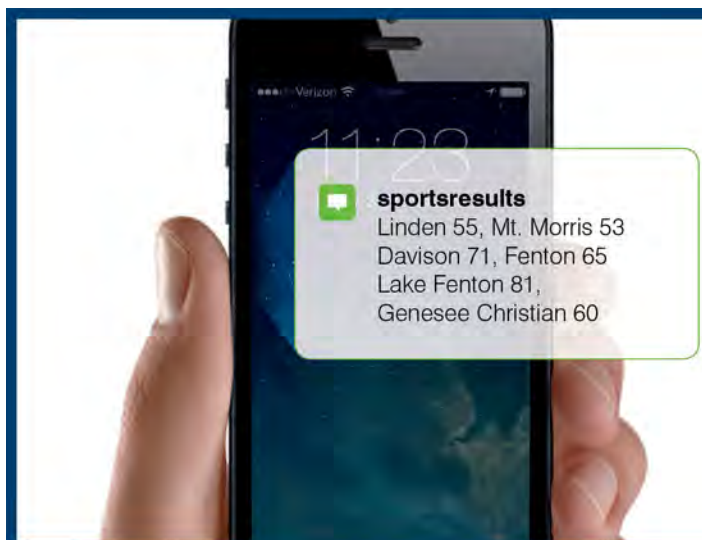 Verizon
11:23
sportsresults
Linden 55, Mt. Morris 53
Davison 71, Fenton 65
Lake Fenton 81,
Genesee Christian 60